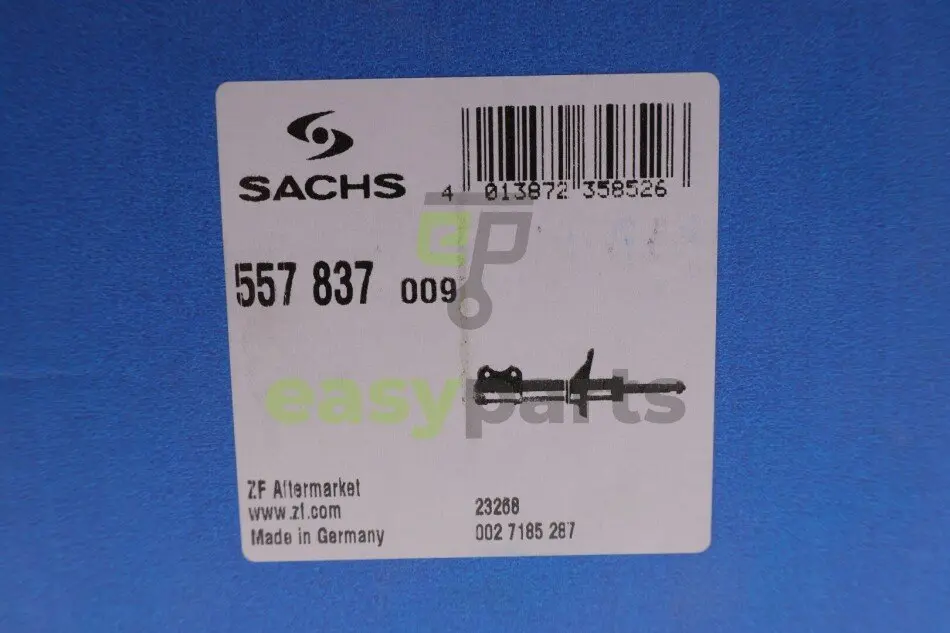 SACHS
4 013872 358526
557 837 009
easyparts
ZF Aftermarket
www.zf.com
Made in Germany
23268
002 7185 287